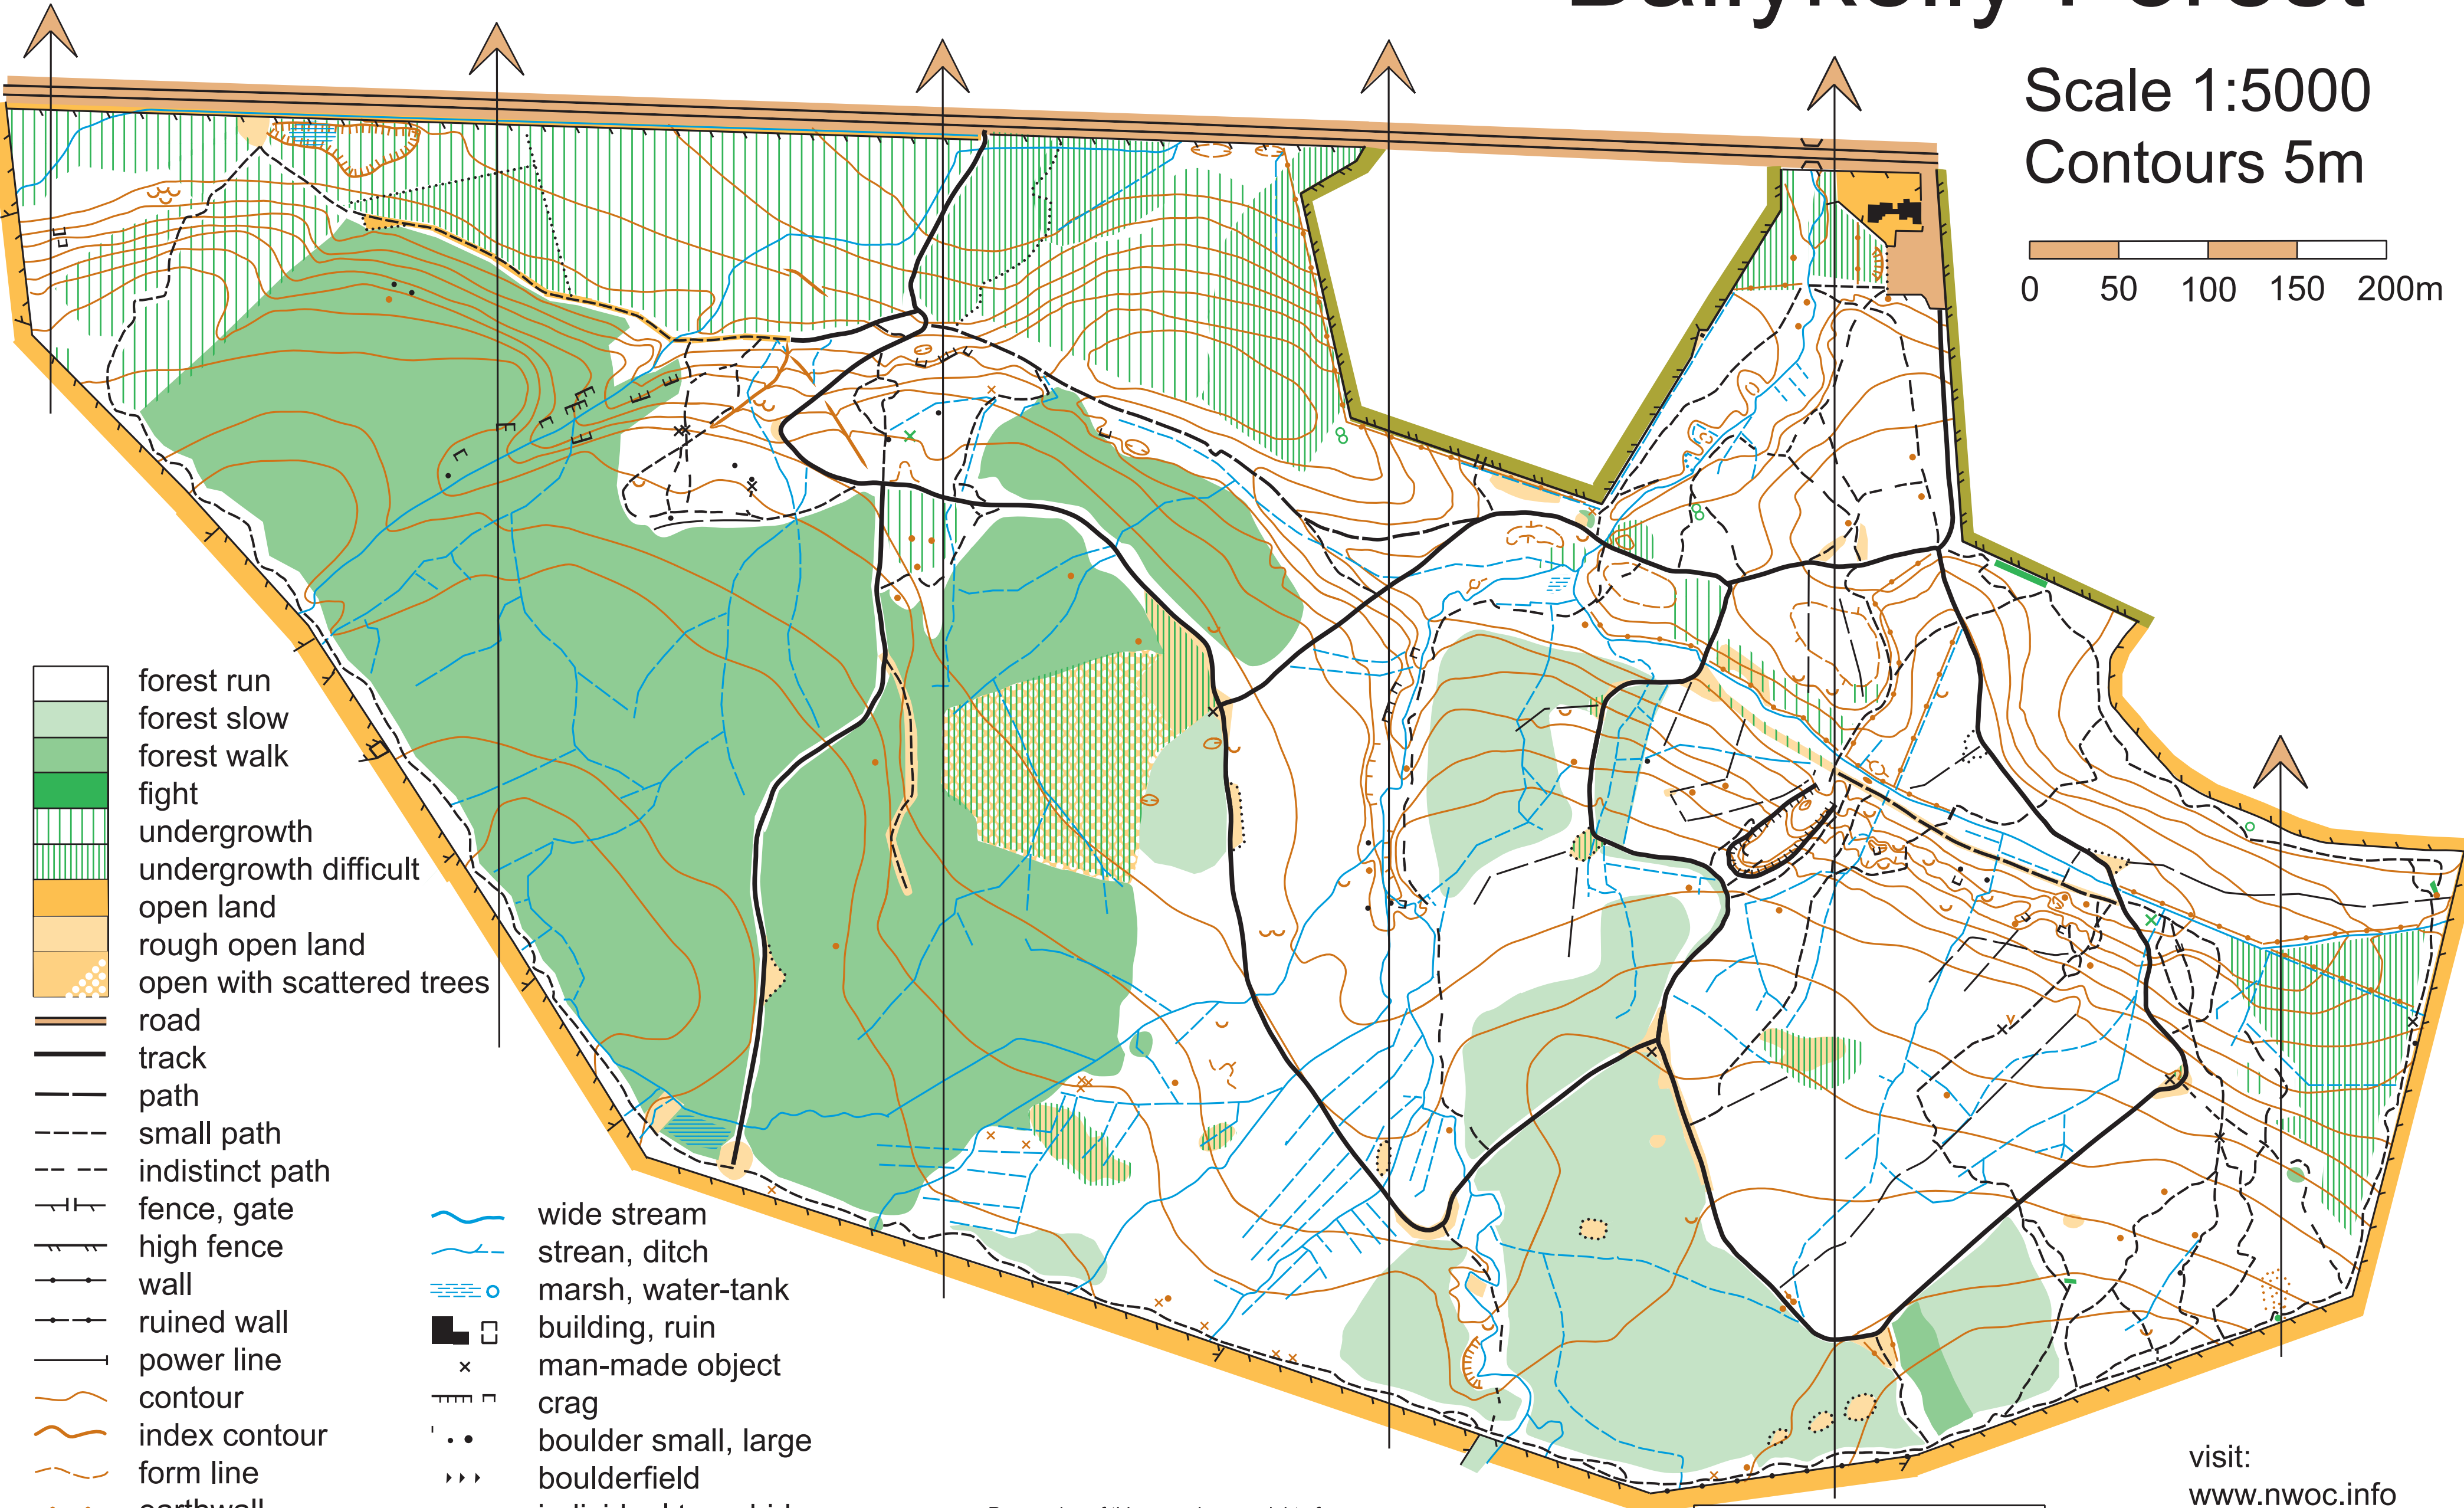 Scale 1:5000
Contours 5m
0 50 100 150 200m
forest run
forest slow
forest walk
fight
undergrowth
undergrowth difficult
open land
rough open land
open with scattered trees
road
track
path
small path
indistinct path
fence, gate
high fence
wall
ruined wall
power line
contour
index contour
form line
wide stream
strean, ditch
marsh, water-tank
building, ruin
man-made object
crag
boulder small, large
boulderfield
visit:
www.nwoc.info